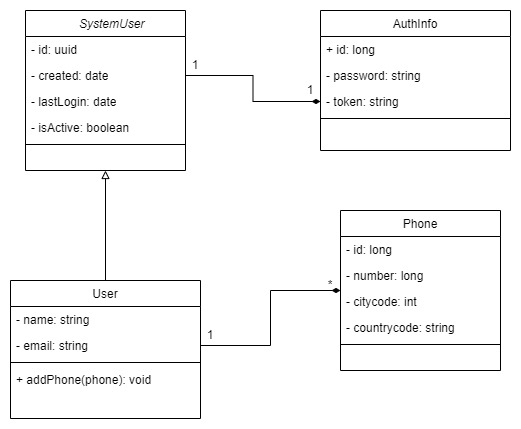 SystemUser
- id: uuid
- created: date
- lastLogin: date
- isActive: boolean
1
1
AuthInfo
+ id: long
- password: string
- token: string
User
- name: string
- email: string
+ addPhone(phone): void
1
*
Phone
- id: long
- number: long
- citycode: int
- countrycode: string